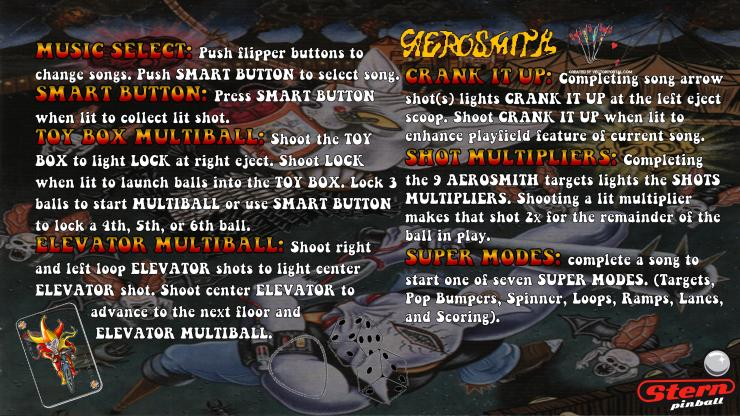 MUSIC SELECT: Push flipper buttons to
change songs. Push SMART BUTTON to select song.
SMART BUTTON: Press SMART BUTTON
when lit to collect lit shot.
TOY BOX MULTIBALL: Shoot the TOY
BOX to light LOCK at right eject. Shoot LOCK
when lit to launch balls into the TOY BOX. Lock 3
balls to start MULTIBALL or use SMART BUTTON
to lock a 4th, 5th, or 6th ball.
ELEVATOR MULTIBALL: Shoot right
and left loop ELEVATOR shots to light center
ELEVATOR shot. Shoot center ELEVATOR to
advance to the next floor and
ELEVATOR MULTIBALL.
AEROSMITH
CREATED BY VECTORPORTAL.COM
CRANK IT UP: Completing song arrow
shot(s) lights CRANK IT UP at the left eject
scoop. Shoot CRANK IT UP when lit to
enhance playfield feature of current song.
SHOT MULTIPLIERS: Completing
the 9 AEROSMITH targets lights the SHOTS
MULTIPLIERS. Shooting a lit multiplier
makes that shot 2x for the remainder of the
ball in play.
SUPER MODES: complete a song to
start one of seven SUPER MODES. (Targets,
Pop Bumpers, Spinner, Loops, Ramps, Lanes,
and Scoring).
Stern
pinball